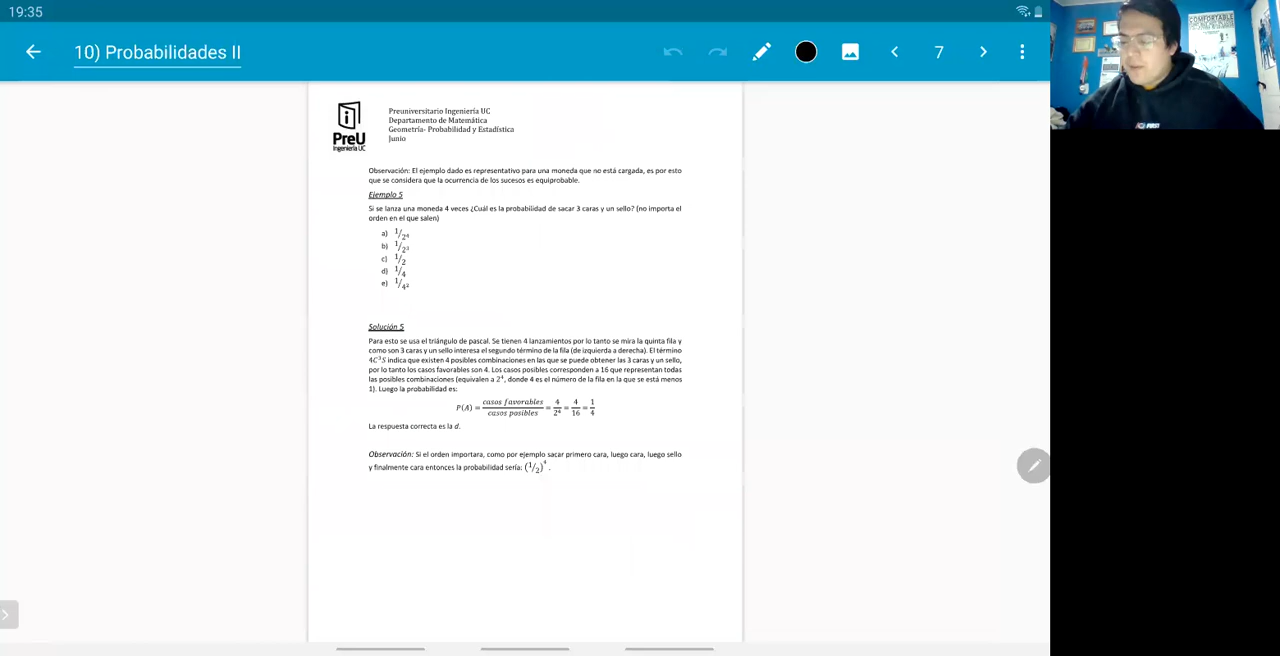 19:35
10) Probabilidades II
7
COMFORTABLE
PreU
Ingeniería UC
Preuniversitario Ingeniería UC
Departamento de Matemática
Geometría- Probabilidad y Estadística
Junio
Observación: El ejemplo dado es representativo para una moneda que no está cargada, es por esto
que se considera que la ocurrencia de los sucesos es equiprobable.
Ejemplo 5
Si se lanza una moneda 4 veces ¿Cuál es la probabilidad de sacar 3 caras y un sello? (no importa el
orden en el que salen)
a) 1/2⁴
b) 1/2³
c) 1/2
d) 1/4
e) 1/4²
Solución 5
Para esto se usa el triángulo de pascal. Se tienen 4 lanzamientos por lo tanto se mira la quinta fila y
como son 3 caras y un sello interesa el segundo término de la fila (de izquierda a derecha). El término
4C³S indica que existen 4 posibles combinaciones en las que se puede obtener las 3 caras y un sello,
por lo tanto los casos favorables son 4. Los casos posibles corresponden a 16 que representan todas
las posibles combinaciones (equivalen a 2⁴, donde 4 es el número de la fila en la que se está menos
1). Luego la probabilidad es:
P(A) = casos favorables/casos posibles = 4/2⁴ = 4/16 = 1/4
La respuesta correcta es la d.
Observación: Si el orden importara, como por ejemplo sacar primero cara, luego cara, luego sello
y finalmente cara entonces la probabilidad sería: (1/2)⁴.